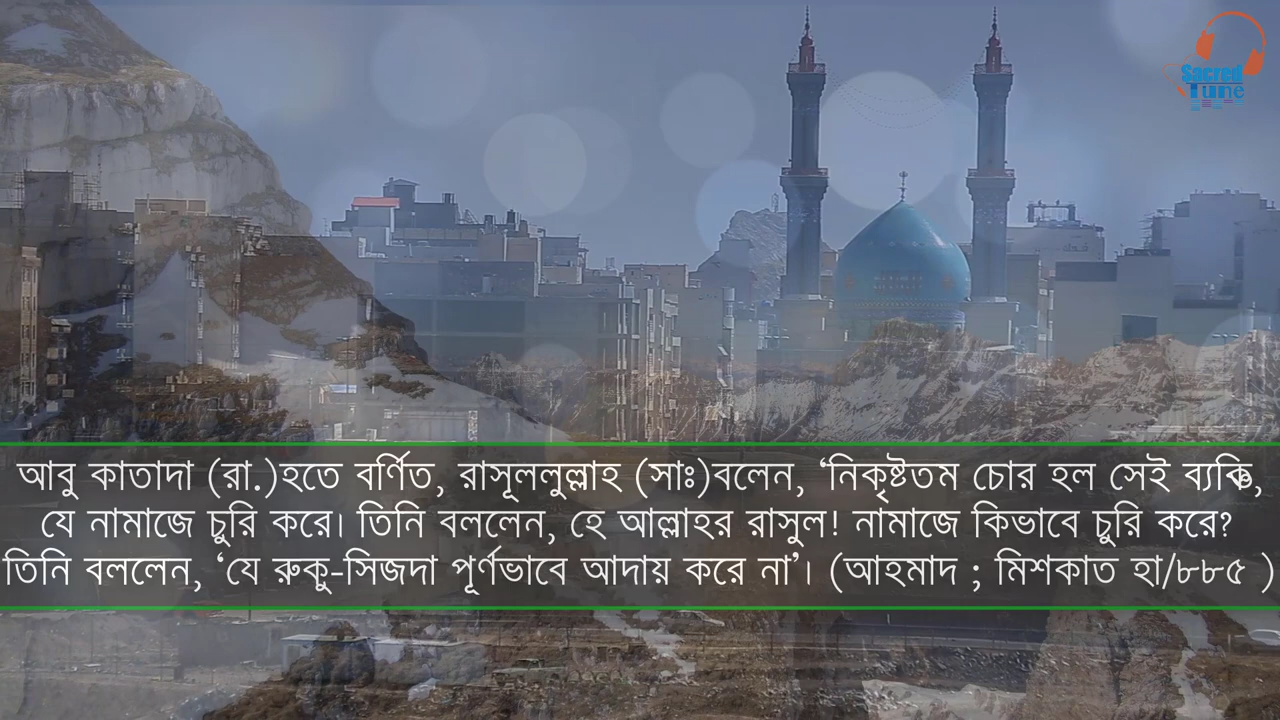 Sacred
Tune
আবু কাতাদা (রা.)হতে বর্ণিত, রাসূললুল্লাহ (সাঃ)বলেন, ‘নিকৃষ্টতম চোর হল সেই ব্যক্তি,
যে নামাজে চুরি করে। তিনি বললেন, হে আল্লাহর রাসুল! নামাজে কিভাবে চুরি করে?
তিনি বললেন, ‘যে রুকু-সিজদা পূর্ণভাবে আদায় করে না’। (আহমাদ ; মিশকাত হা/৮৮৫ )